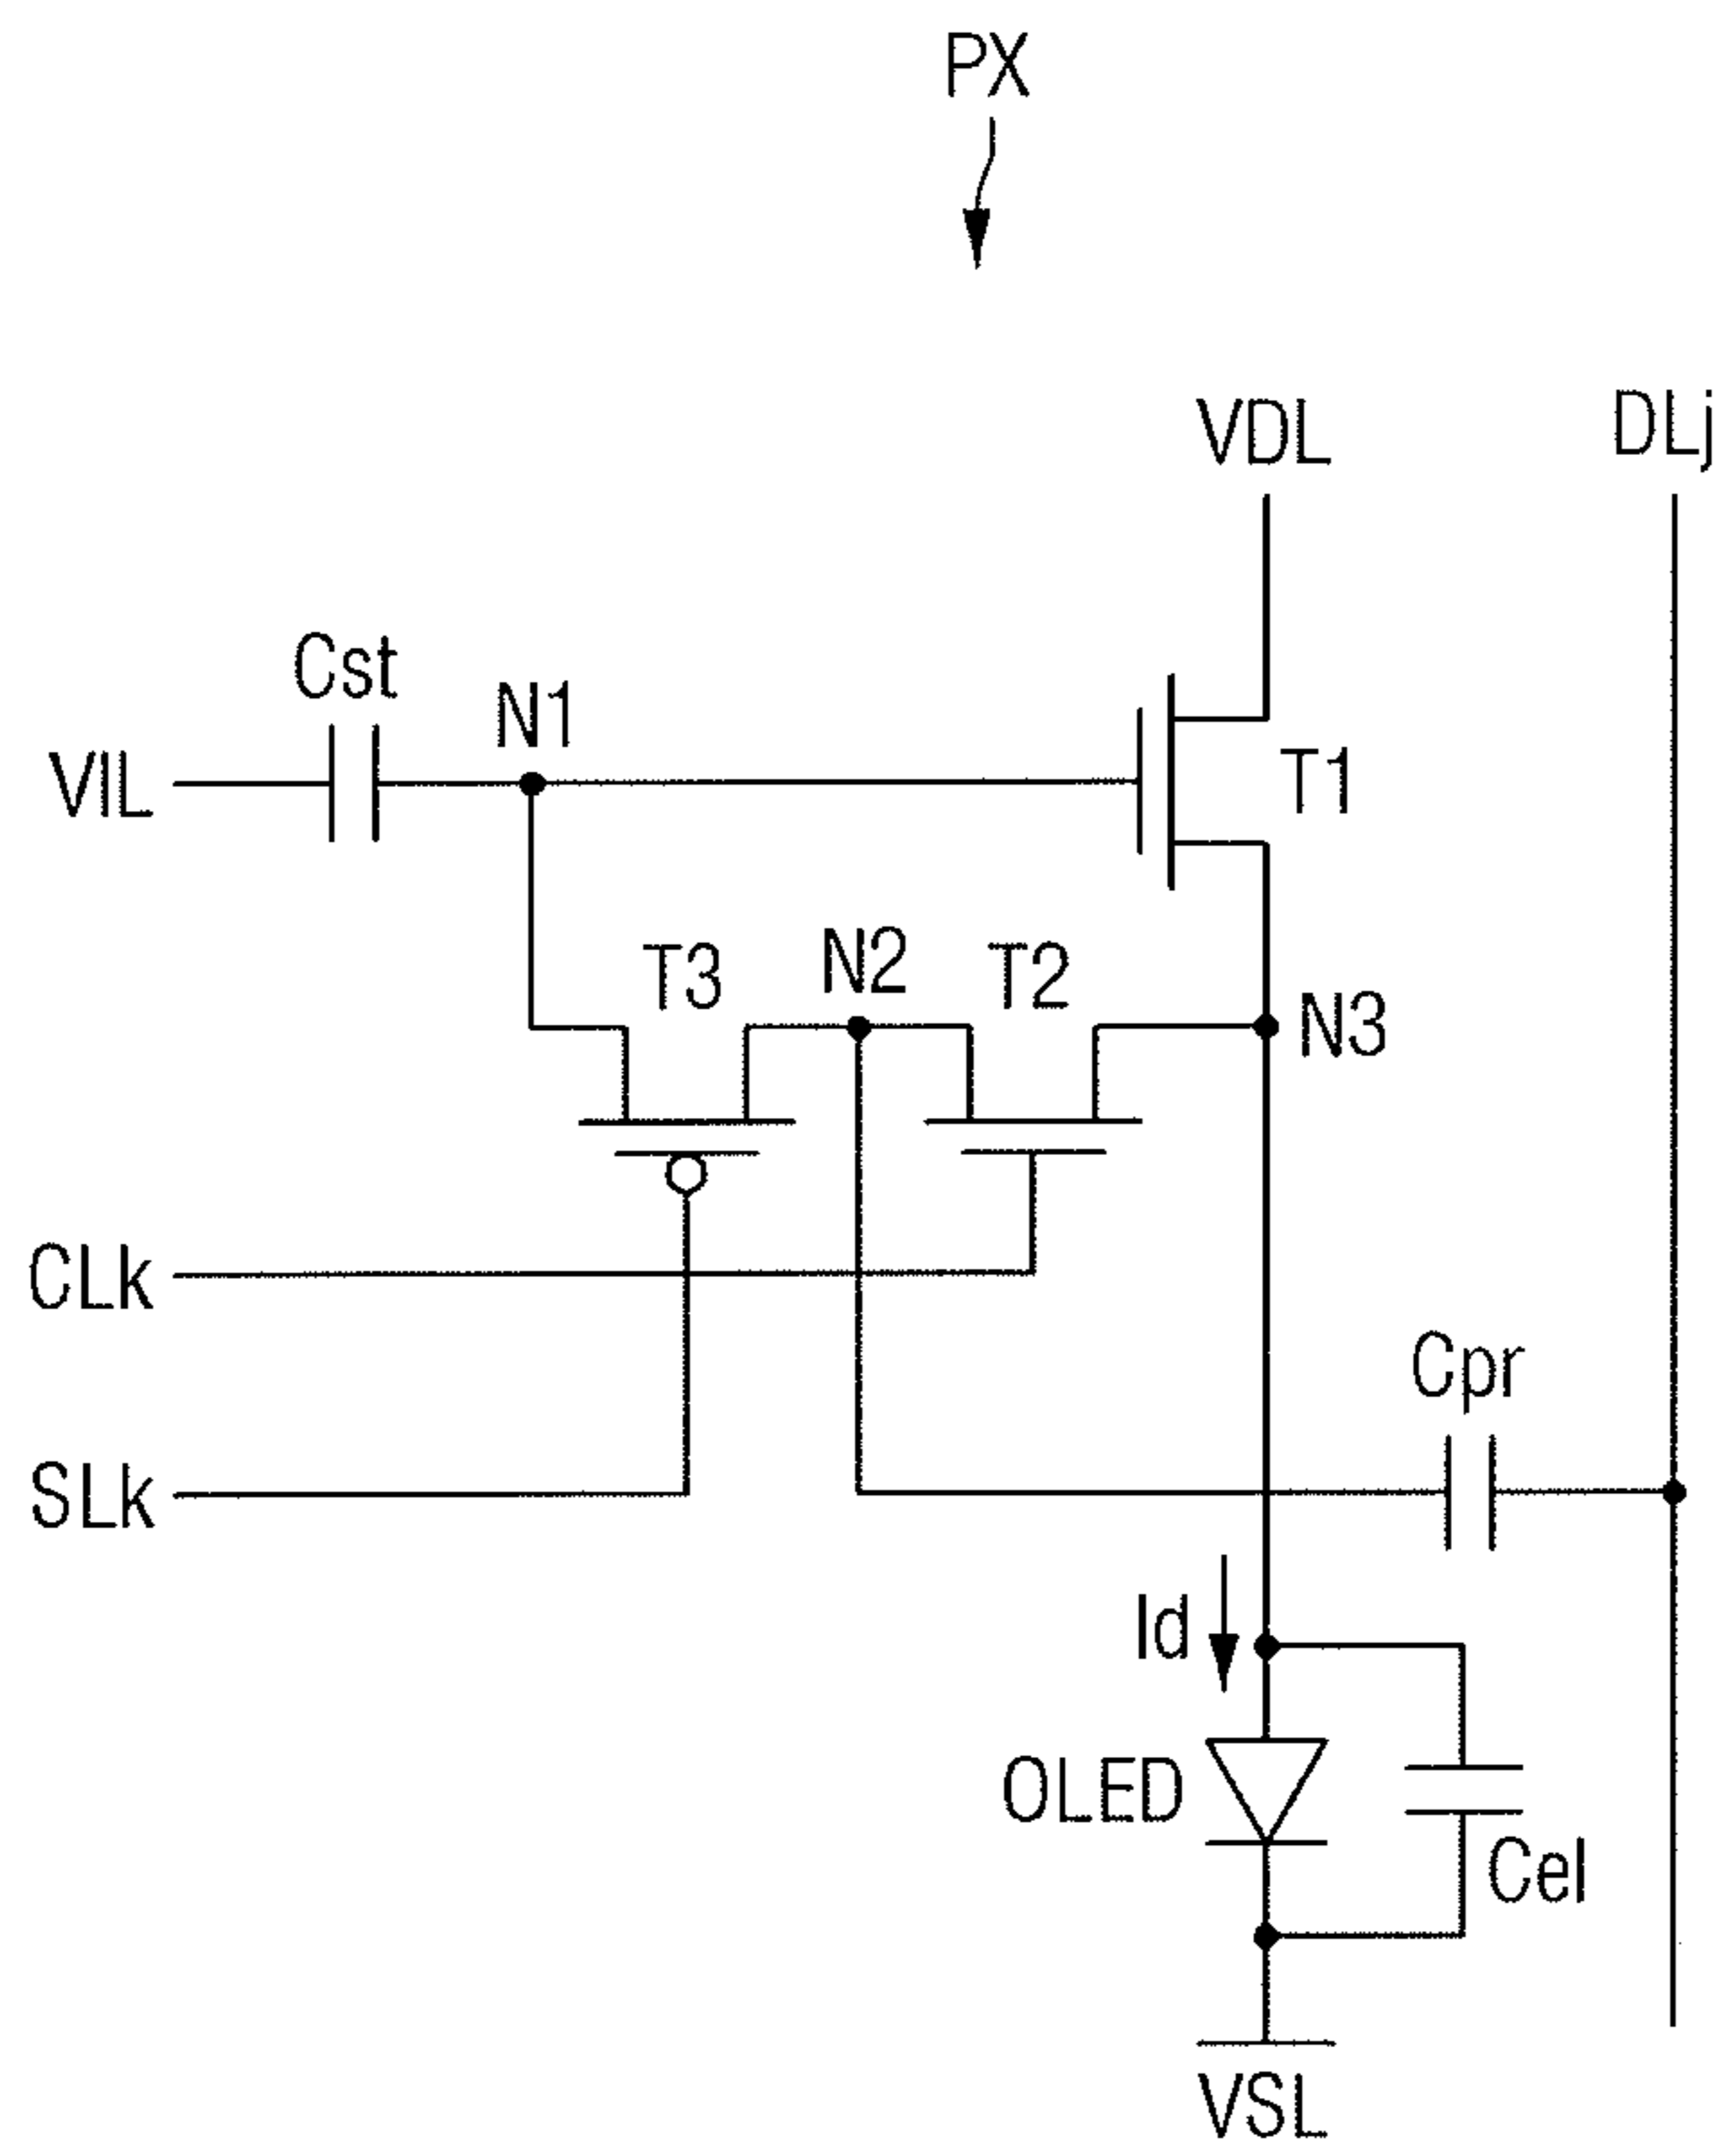 PX
VDL
DLj
Cst
N1
VIL
T1
T3
N2
T2
N3
CLk
Cpr
SLk
Id
OLED
Cel
VSL